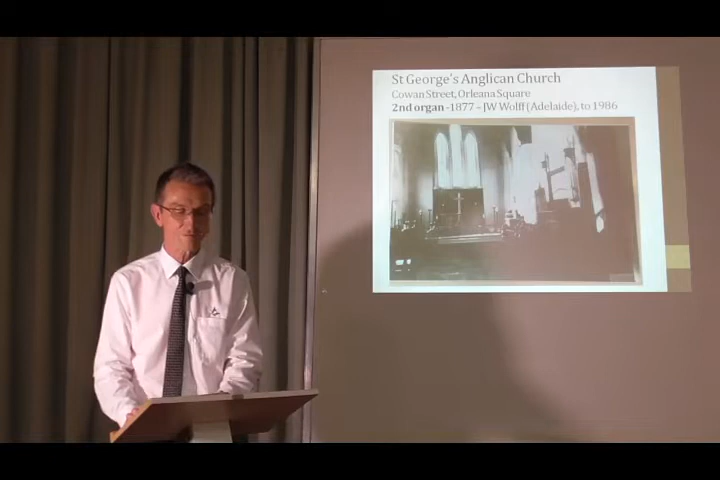 St George's Anglican Church
Cowan Street, Orleana Square
2nd organ -1877 – JW Wolff (Adelaide), to 1986